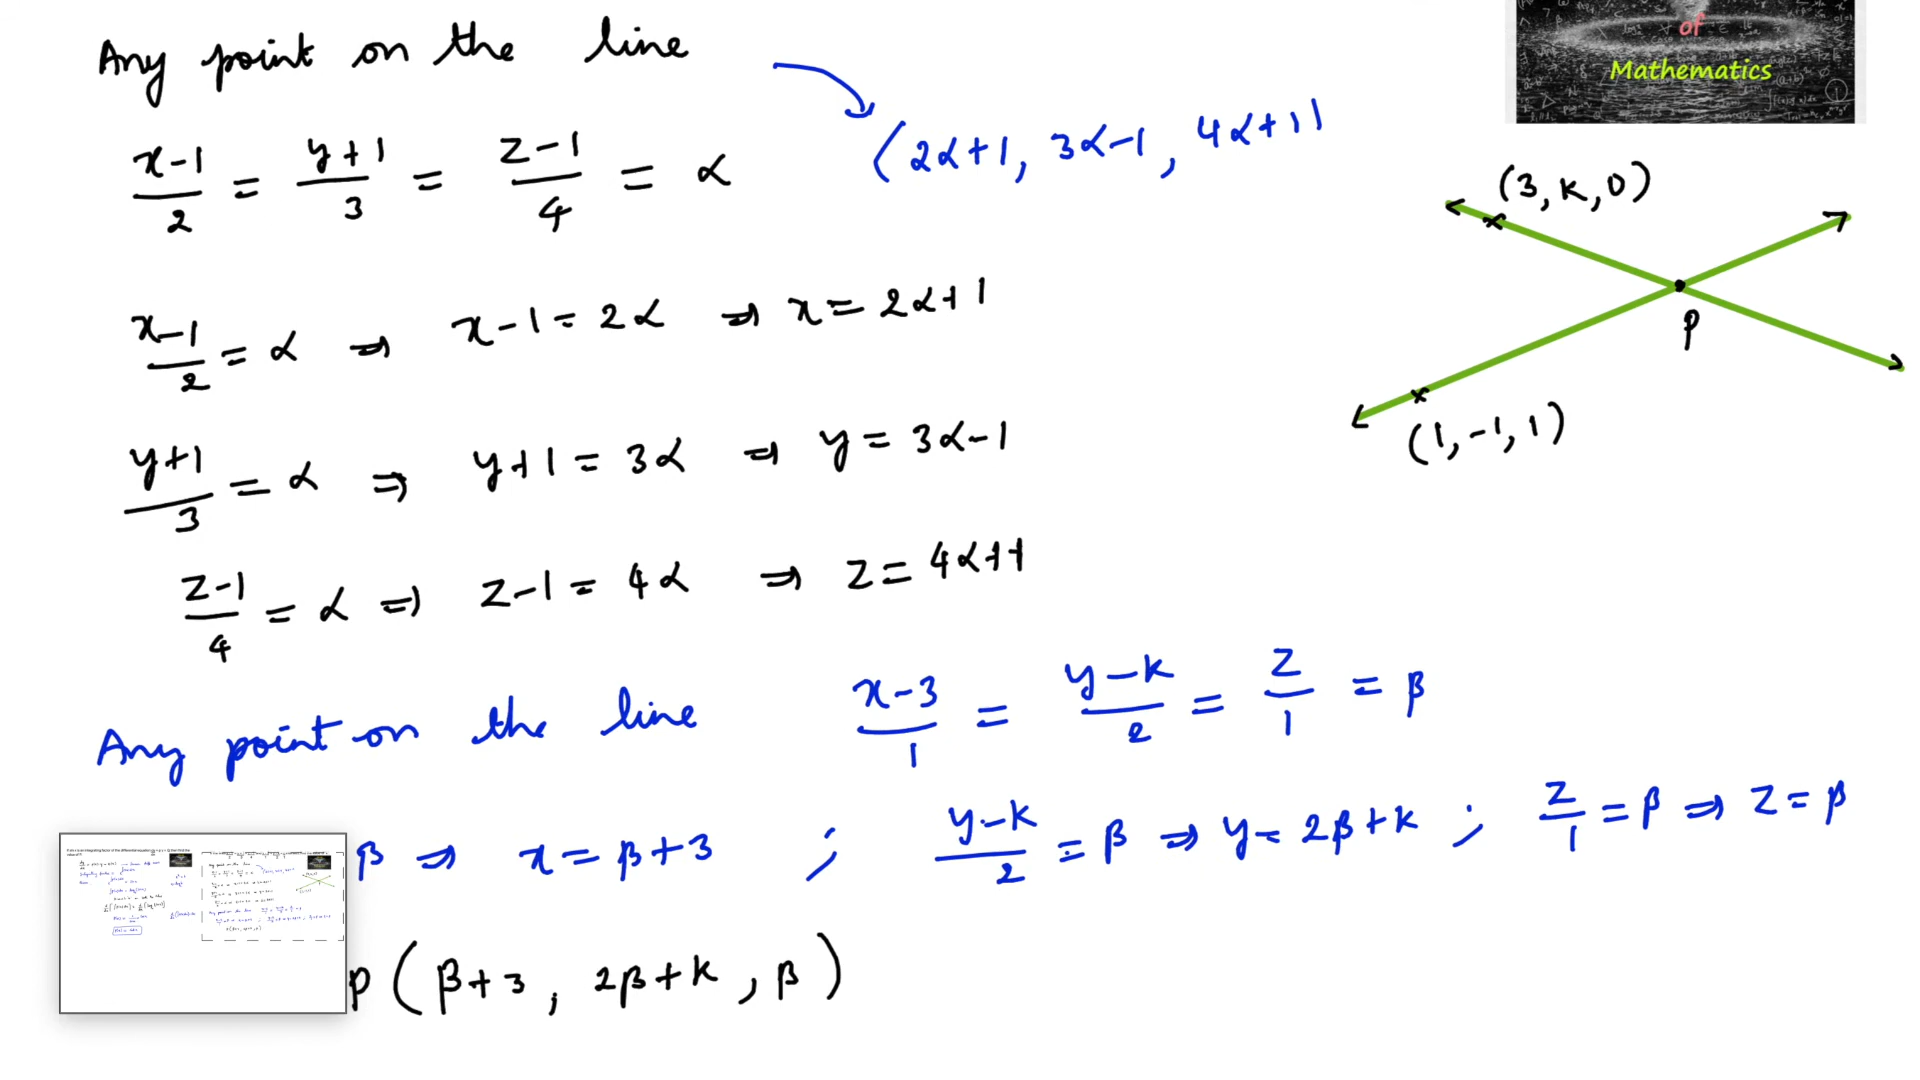 of
Mathematics
Any point on the line
(2α+1, 3α-1, 4α+1)
x-1/2 = y+1/3 = z-1/4 = α
(3, k, 0)
P
(1, -1, 1)
x-1/2 = α ⇒ x-1 = 2α ⇒ x = 2α+1
y+1/3 = α ⇒ y+1 = 3α ⇒ y = 3α-1
z-1/4 = α ⇒ z-1 = 4α ⇒ z = 4α+1
Any point on the line x-3/1 = y-k/2 = z/1 = β
β ⇒ x = β+3 ; y-k/2 = β ⇒ y = 2β+k ; z/1 = β ⇒ z = β
P (β+3, 2β+k, β)